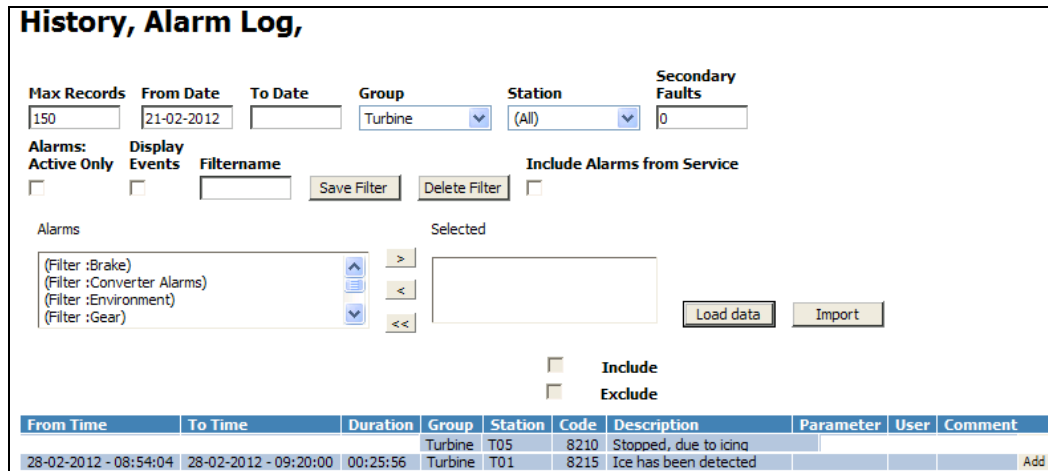 History, Alarm Log,
Max Records From Date To Date Group Station Secondary Faults
150 21-02-2012 Turbine (All) 0
Alarms: Active Only Display Events Filtername Save Filter Delete Filter Include Alarms from Service
Alarms Selected
(Filter :Brake)
(Filter :Converter Alarms)
(Filter :Environment)
(Filter :Gear)
>
<
<<
Load data Import
Include
Exclude
From Time To Time Duration Group Station Code Description Parameter User Comment
Turbine T05 8210 Stopped, due to icing
28-02-2012 - 08:54:04 28-02-2012 - 09:20:00 00:25:56 Turbine T01 8215 Ice has been detected Add